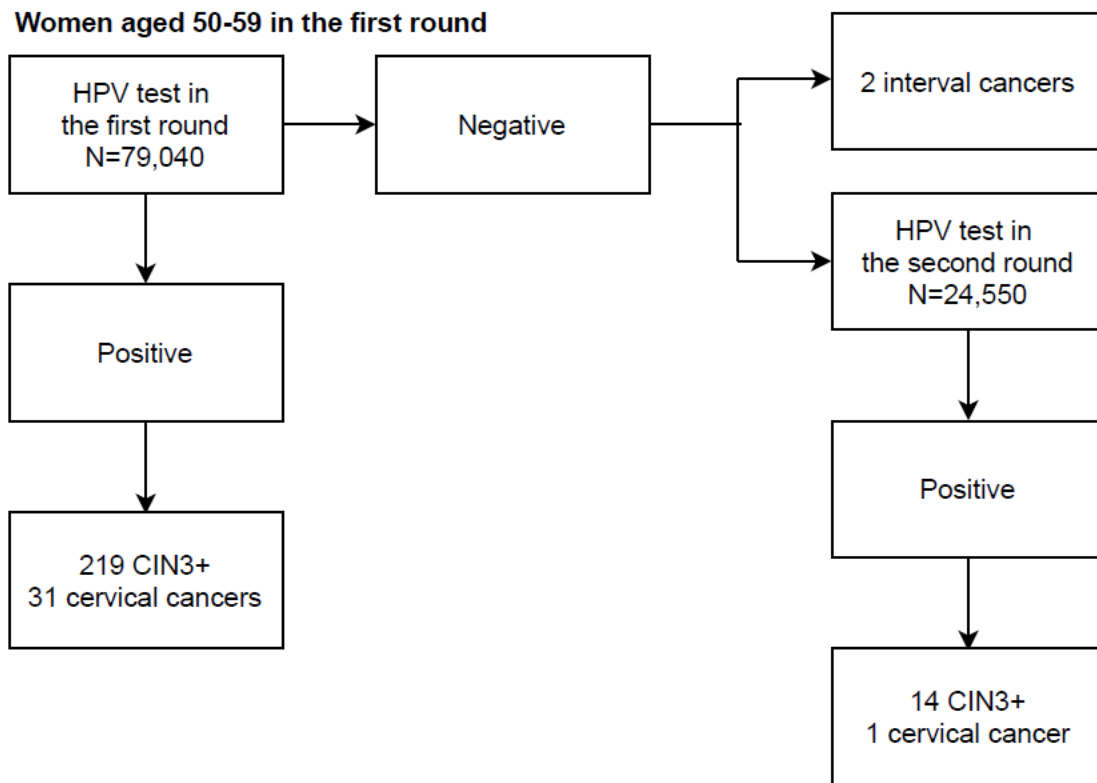 Women aged 50-59 in the first round
HPV test in
the first round
N=79,040
Negative
2 interval cancers
HPV test in
the second round
N=24,550
Positive
Positive
219 CIN3+
31 cervical cancers
14 CIN3+
1 cervical cancer